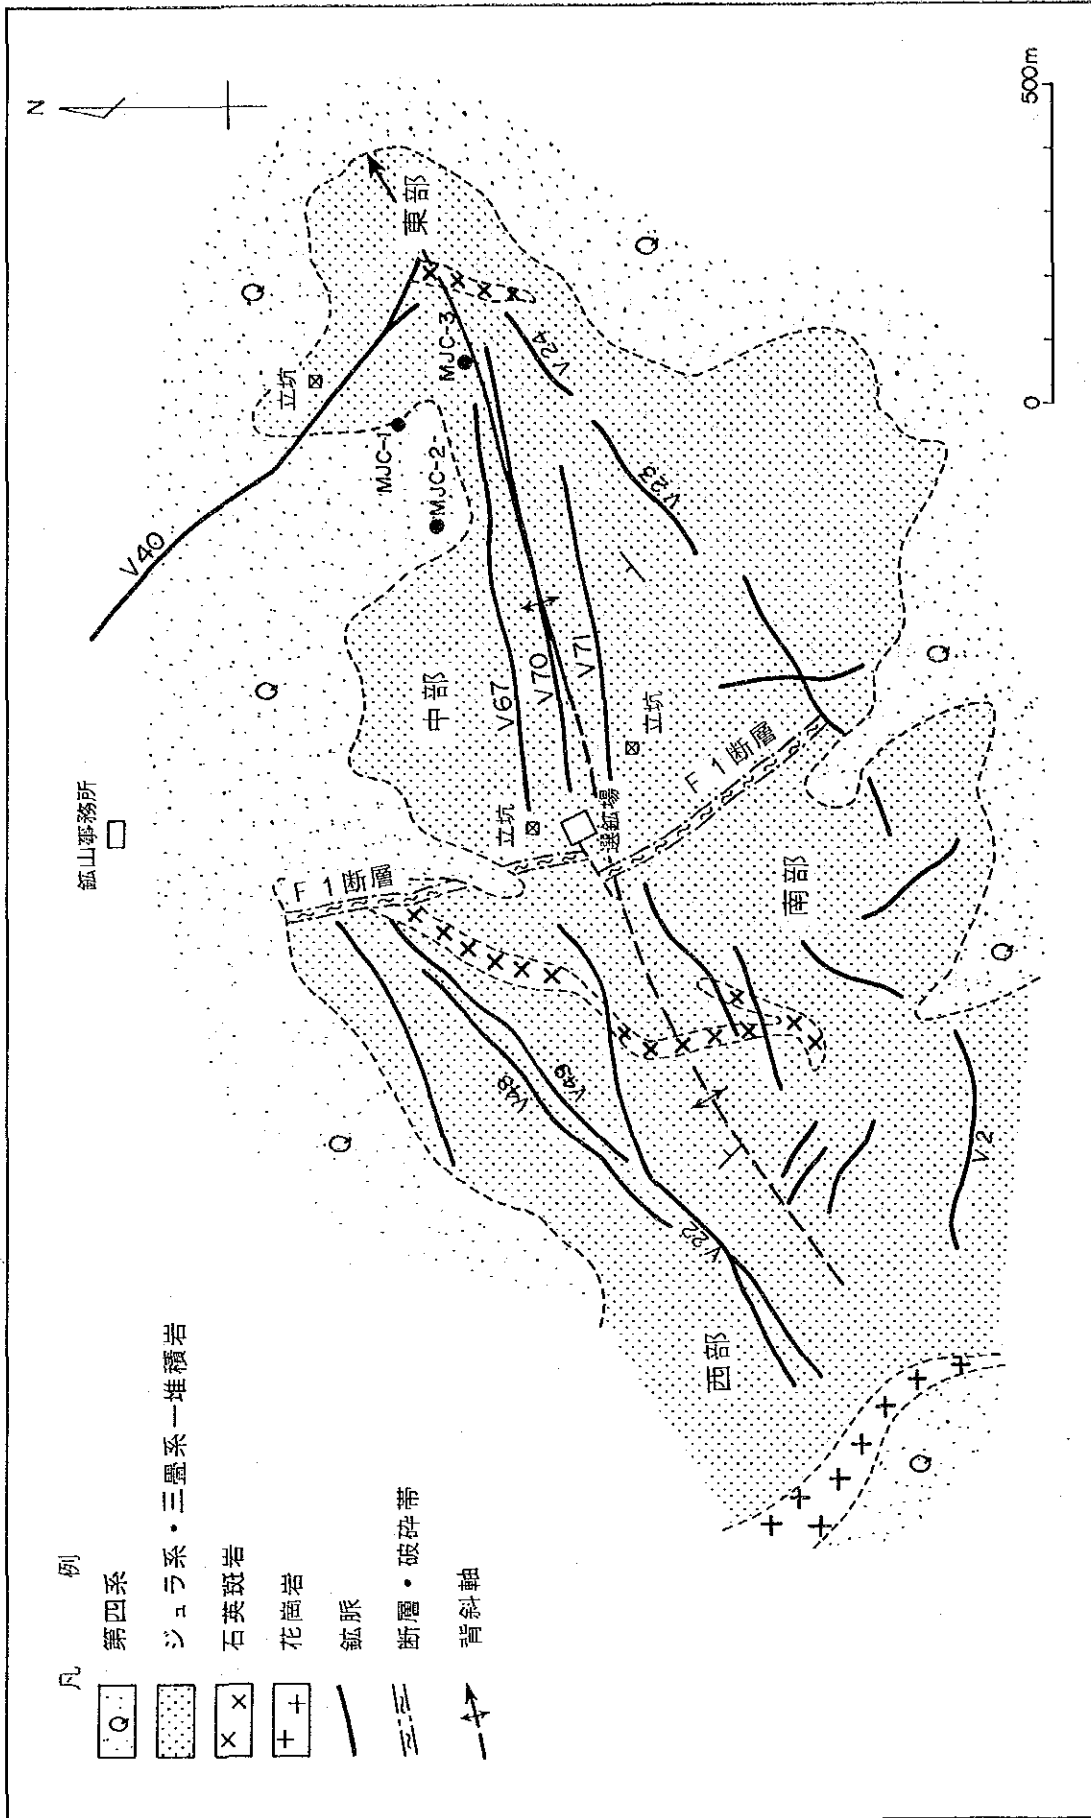 N
鉱山事務所
V40
Q
Q
立坑
東部
MJC-1
MJC-2
MJC-3
中部
V67
V70
V71
V24
V23
Q
立坑
立坑
選鉱場
F 1断層
F 1断層
Q
南部
Q
Q
V48
V49
V22
V2
西部
Q
凡 例
Q 第四系
ジュラ系・三畳系－堆積岩
石英斑岩
花崗岩
鉱脈
断層・破砕帯
背斜軸
0 500m